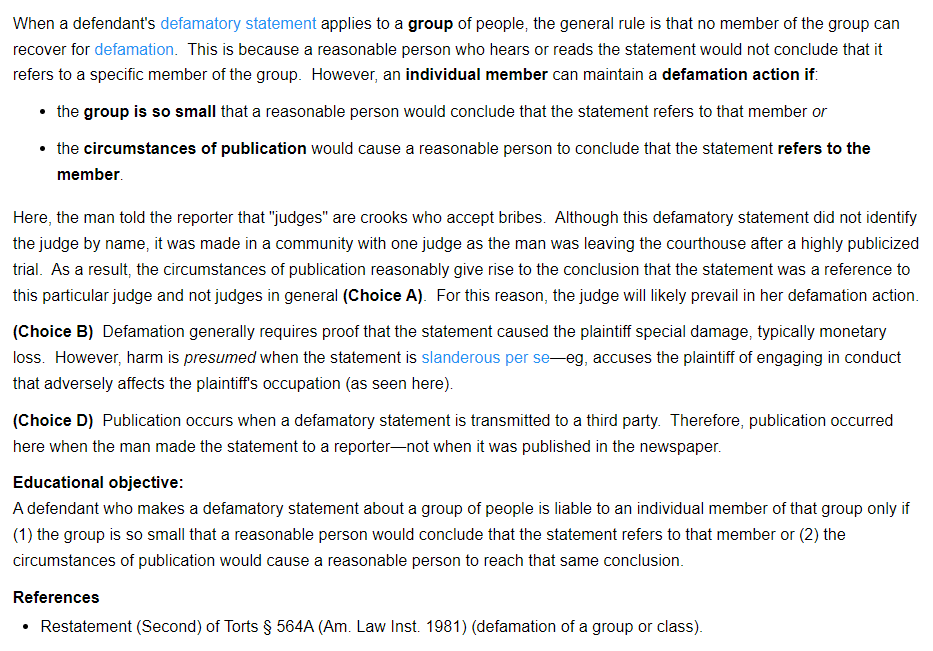 When a defendant's defamatory statement applies to a group of people, the general rule is that no member of the group can
recover for defamation.  This is because a reasonable person who hears or reads the statement would not conclude that it
refers to a specific member of the group.  However, an individual member can maintain a defamation action if:
• the group is so small that a reasonable person would conclude that the statement refers to that member or
• the circumstances of publication would cause a reasonable person to conclude that the statement refers to the
member.
Here, the man told the reporter that "judges" are crooks who accept bribes.  Although this defamatory statement did not identify
the judge by name, it was made in a community with one judge as the man was leaving the courthouse after a highly publicized
trial.  As a result, the circumstances of publication reasonably give rise to the conclusion that the statement was a reference to
this particular judge and not judges in general (Choice A).  For this reason, the judge will likely prevail in her defamation action.
(Choice B)  Defamation generally requires proof that the statement caused the plaintiff special damage, typically monetary
loss.  However, harm is presumed when the statement is slanderous per se—eg, accuses the plaintiff of engaging in conduct
that adversely affects the plaintiff's occupation (as seen here).
(Choice D)  Publication occurs when a defamatory statement is transmitted to a third party.  Therefore, publication occurred
here when the man made the statement to a reporter—not when it was published in the newspaper.
Educational objective:
A defendant who makes a defamatory statement about a group of people is liable to an individual member of that group only if
(1) the group is so small that a reasonable person would conclude that the statement refers to that member or (2) the
circumstances of publication would cause a reasonable person to reach that same conclusion.
References
• Restatement (Second) of Torts § 564A (Am. Law Inst. 1981) (defamation of a group or class).